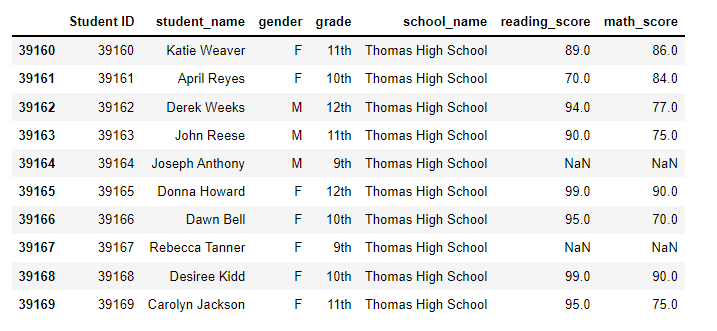 Student ID student_name gender grade school_name reading_score math_score
39160 39160 Katie Weaver F 11th Thomas High School 89.0 86.0
39161 39161 April Reyes F 10th Thomas High School 70.0 84.0
39162 39162 Derek Weeks M 12th Thomas High School 94.0 77.0
39163 39163 John Reese M 11th Thomas High School 90.0 75.0
39164 39164 Joseph Anthony M 9th Thomas High School NaN NaN
39165 39165 Donna Howard F 12th Thomas High School 99.0 90.0
39166 39166 Dawn Bell F 10th Thomas High School 95.0 70.0
39167 39167 Rebecca Tanner F 9th Thomas High School NaN NaN
39168 39168 Desiree Kidd F 10th Thomas High School 99.0 90.0
39169 39169 Carolyn Jackson F 11th Thomas High School 95.0 75.0